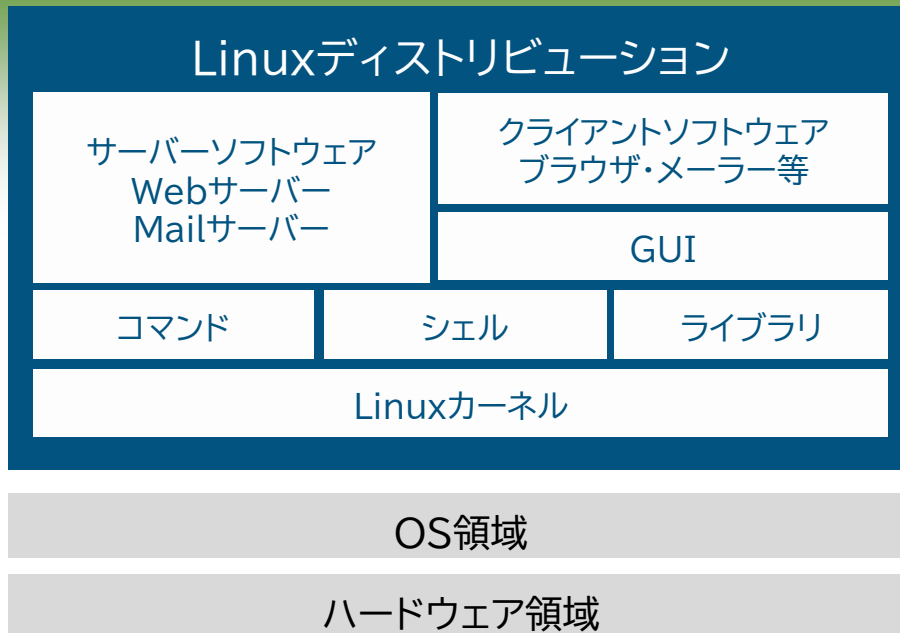 Linuxディストリビューション
サーバーソフトウェア
Webサーバー
Mailサーバー
クライアントソフトウェア
ブラウザ・メーラー等
GUI
コマンド
シェル
ライブラリ
Linuxカーネル
OS領域
ハードウェア領域